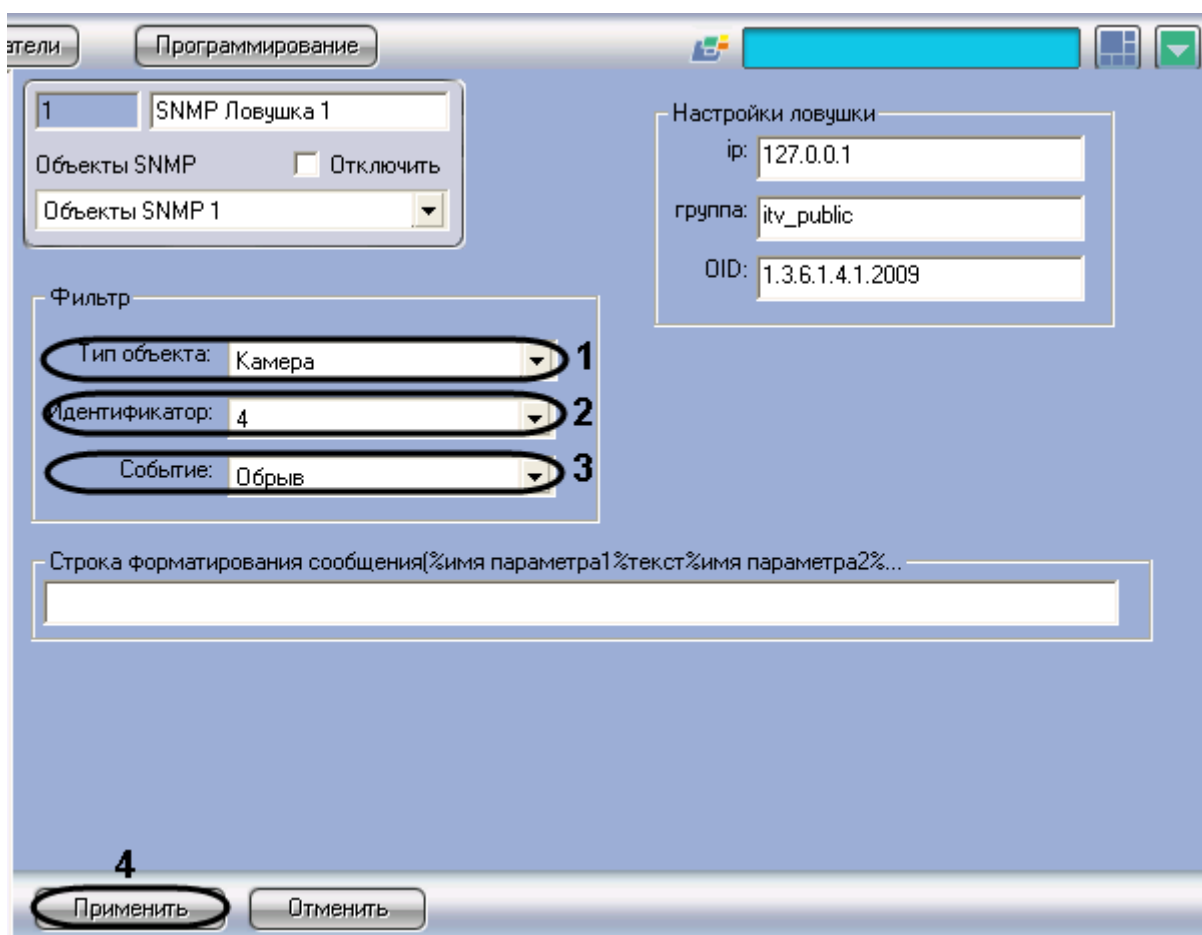 атели
Программирование
1
SNMP Ловушка 1
Объекты SNMP
Отключить
Объекты SNMP 1
Настройки ловушки
ip: 127.0.0.1
группа: itv_public
OID: 1.3.6.1.4.1.2009
Фильтр
Тип объекта: Камера 1
Идентификатор: 4 2
Событие: Обрыв 3
Строка форматирования сообщения(%имя параметра1%текст%имя параметра2%...
4
Применить
Отменить